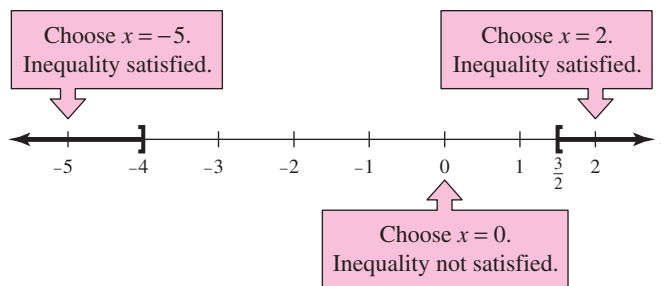 Choose x = −5.
Inequality satisfied.
Choose x = 2.
Inequality satisfied.
−5 −4 −3 −2 −1 0 1 3/2 2
Choose x = 0.
Inequality not satisfied.